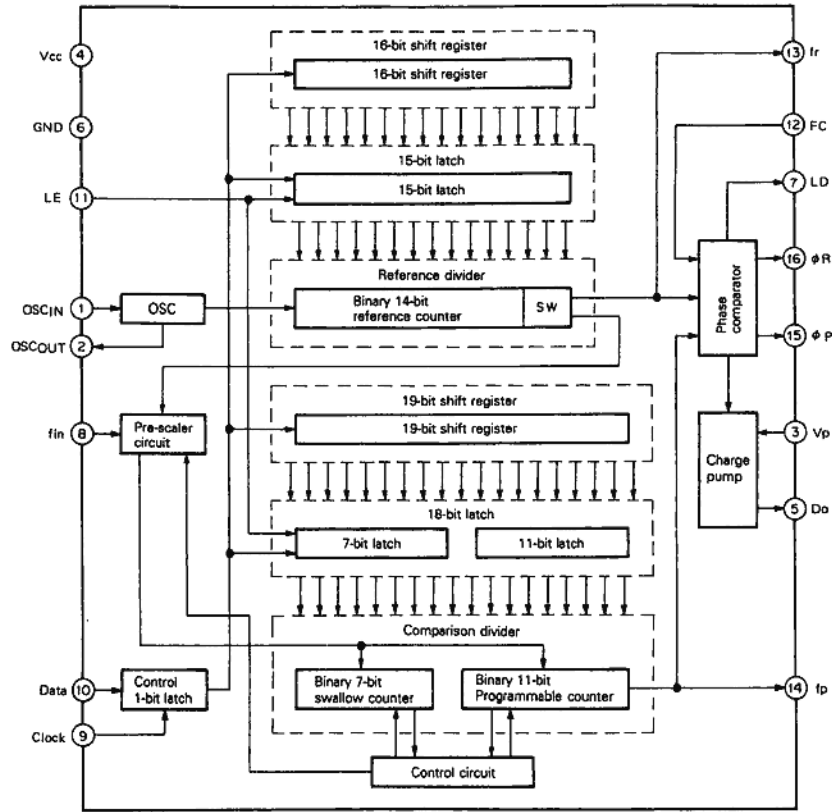 16-bit shift register
16-bit shift register
Vcc 4
13 fr
GND 6
12 FC
15-bit latch
15-bit latch
LE 11
7 LD
Reference divider
Binary 14-bit
reference counter
SW
OSCIN 1
OSC
OSCOUT 2
Phase
comparator
16 ϕR
15 ϕP
19-bit shift register
19-bit shift register
fin 8
Pre-scaler
circuit
3 Vp
Charge
pump
5 Do
18-bit latch
7-bit latch
11-bit latch
Comparison divider
Binary 7-bit
swallow counter
Binary 11-bit
Programmable counter
Data 10
Control
1-bit latch
14 fp
Clock 9
Control circuit